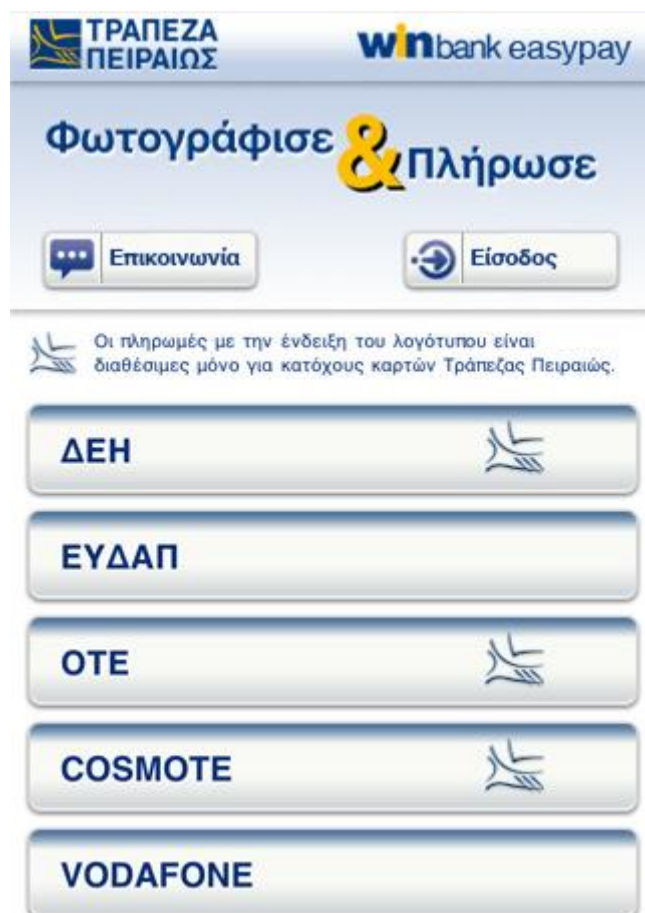 ΤΡΑΠΕΖΑ
ΠΕΙΡΑΙΩΣ
winbank easypay
Φωτογράφισε & Πλήρωσε
Επικοινωνία
Είσοδος
Οι πληρωμές με την ένδειξη του λογότυπου είναι
διαθέσιμες μόνο για κατόχους καρτών Τράπεζας Πειραιώς.
ΔΕΗ
ΕΥΔΑΠ
ΟΤΕ
COSMOTE
VODAFONE